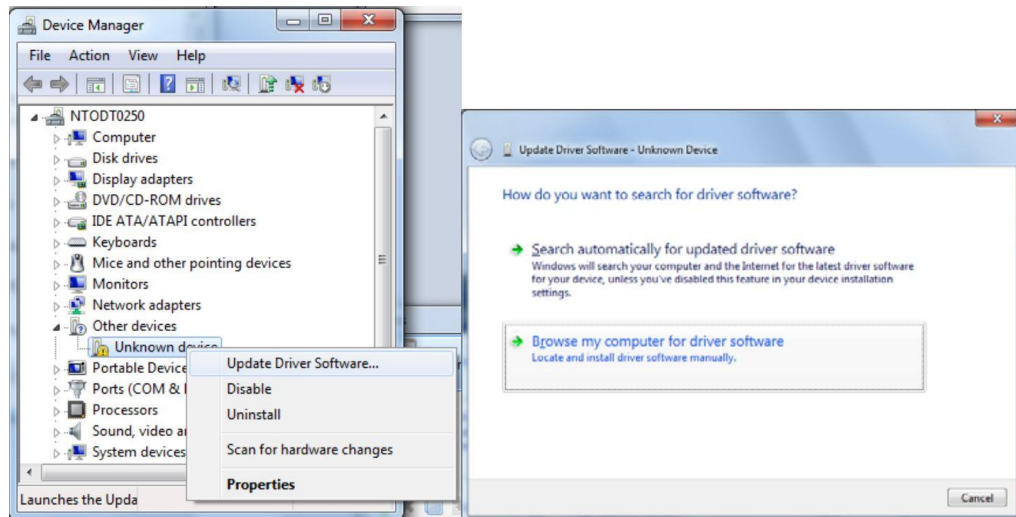 Device Manager
File Action View Help
NTODT0250
Computer
Disk drives
Display adapters
DVD/CD-ROM drives
IDE ATA/ATAPI controllers
Keyboards
Mice and other pointing devices
Monitors
Network adapters
Other devices
Unknown device
Portable Device
Ports (COM &
Processors
Sound, video
System devices
Launches the Upda
Update Driver Software...
Disable
Uninstall
Scan for hardware changes
Properties
Update Driver Software - Unknown Device
How do you want to search for driver software?
Search automatically for updated driver software
Windows will search your computer and the Internet for the latest driver software
for your device, unless you've disabled this feature in your device installation
settings.
Browse my computer for driver software
Locate and install driver software manually.
Cancel